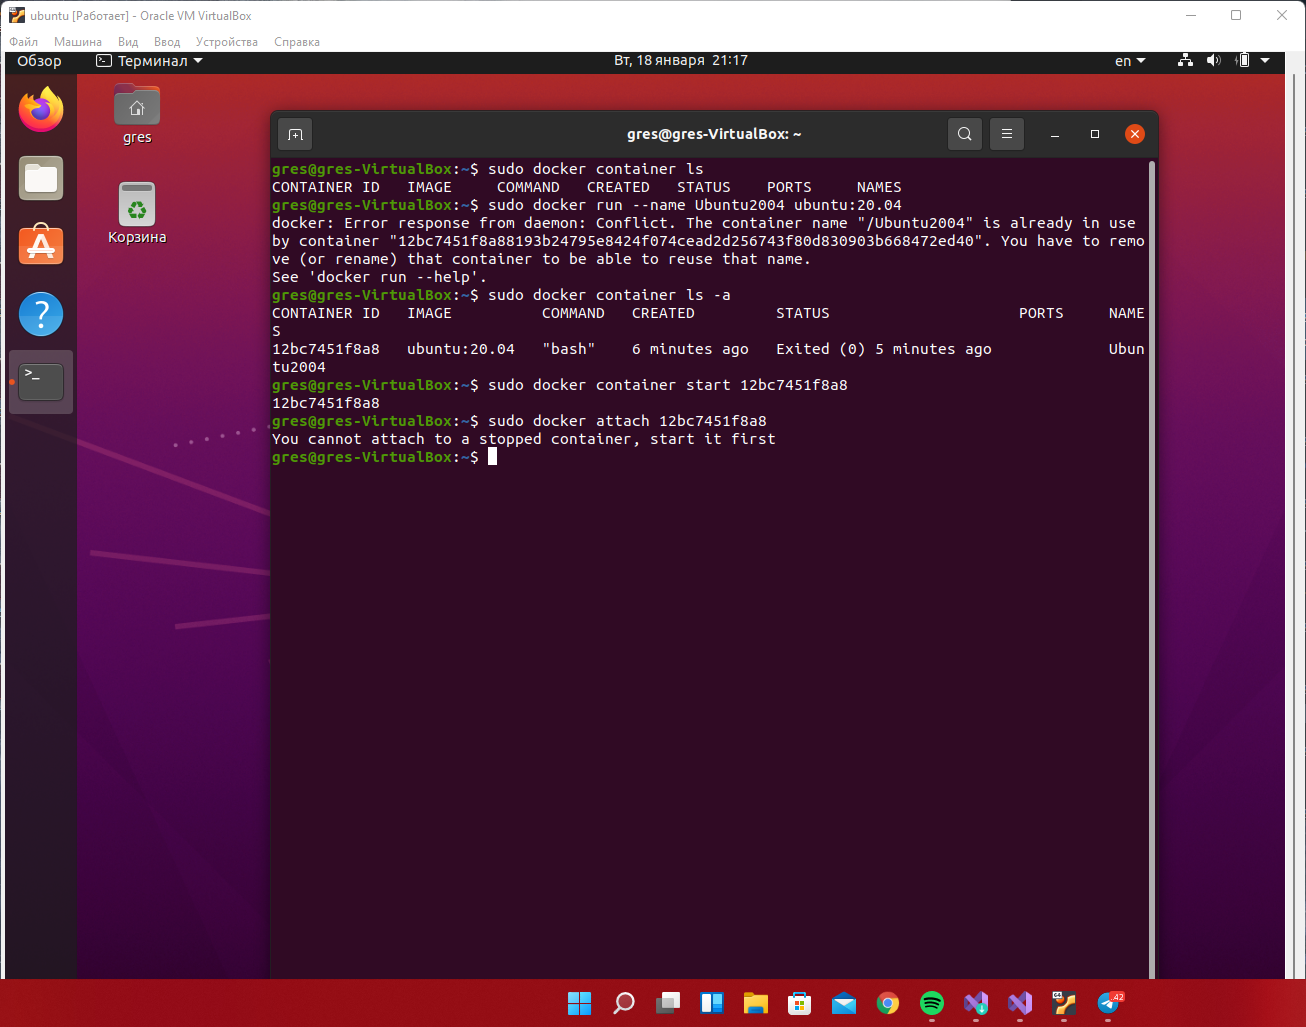 ubuntu [Работает] - Oracle VM VirtualBox
Файл Машина Вид Ввод Устройства Справка
Обзор Терминал Вт, 18 января 21:17 en
gres
Корзина
gres@gres-VirtualBox: ~
gres@gres-VirtualBox:~$ sudo docker container ls
CONTAINER ID IMAGE COMMAND CREATED STATUS PORTS NAMES
gres@gres-VirtualBox:~$ sudo docker run --name Ubuntu2004 ubuntu:20.04
docker: Error response from daemon: Conflict. The container name "/Ubuntu2004" is already in use
by container "12bc7451f8a88193b24795e8424f074cead2d256743f80d830903b668472ed40". You have to remo
ve (or rename) that container to be able to reuse that name.
See 'docker run --help'.
gres@gres-VirtualBox:~$ sudo docker container ls -a
CONTAINER ID IMAGE COMMAND CREATED STATUS PORTS NAME
S
12bc7451f8a8 ubuntu:20.04 "bash" 6 minutes ago Exited (0) 5 minutes ago Ubun
tu2004
gres@gres-VirtualBox:~$ sudo docker container start 12bc7451f8a8
12bc7451f8a8
gres@gres-VirtualBox:~$ sudo docker attach 12bc7451f8a8
You cannot attach to a stopped container, start it first
gres@gres-VirtualBox:~$
64
.42